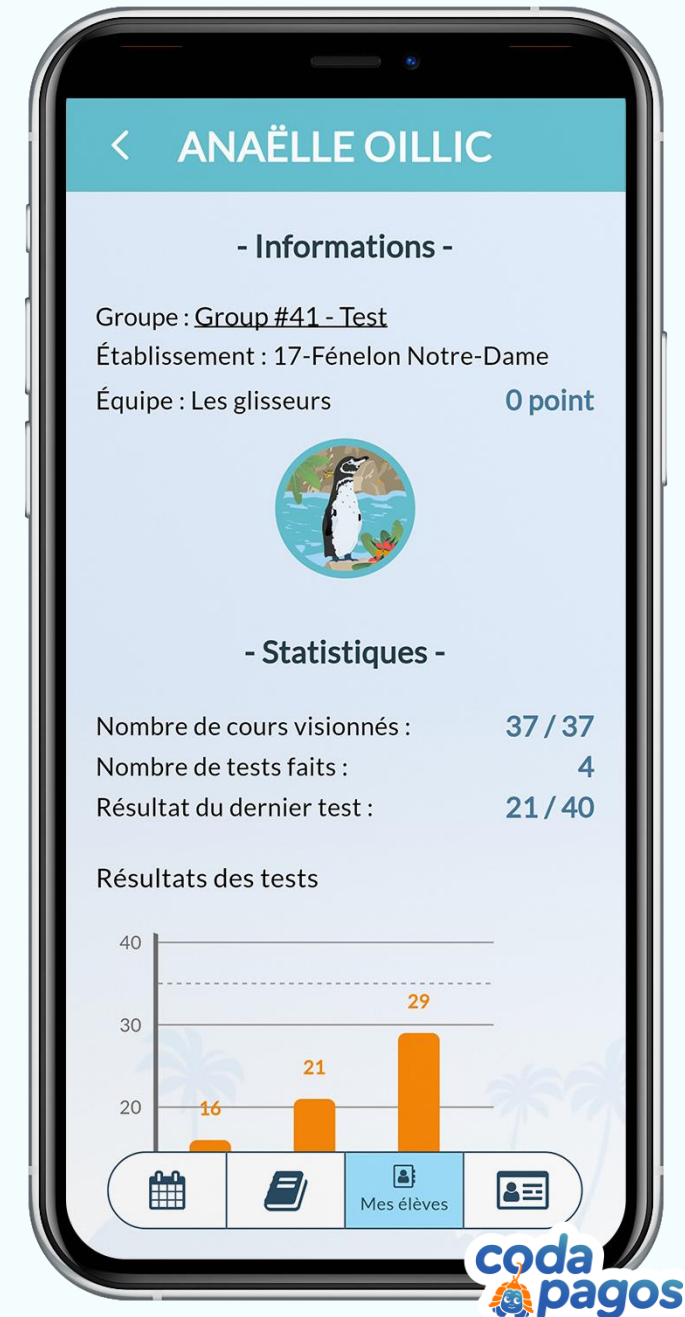 ANAËLLE OILLIC
- Informations -
Groupe : Group #41 - Test
Établissement : 17-Fénelon Notre-Dame
Équipe : Les glisseurs 0 point
- Statistiques -
Nombre de cours visionnés : 37 / 37
Nombre de tests faits : 4
Résultat du dernier test : 21 / 40
Résultats des tests
40
29
30
21
20
16
Mes élèves
coda
pagos